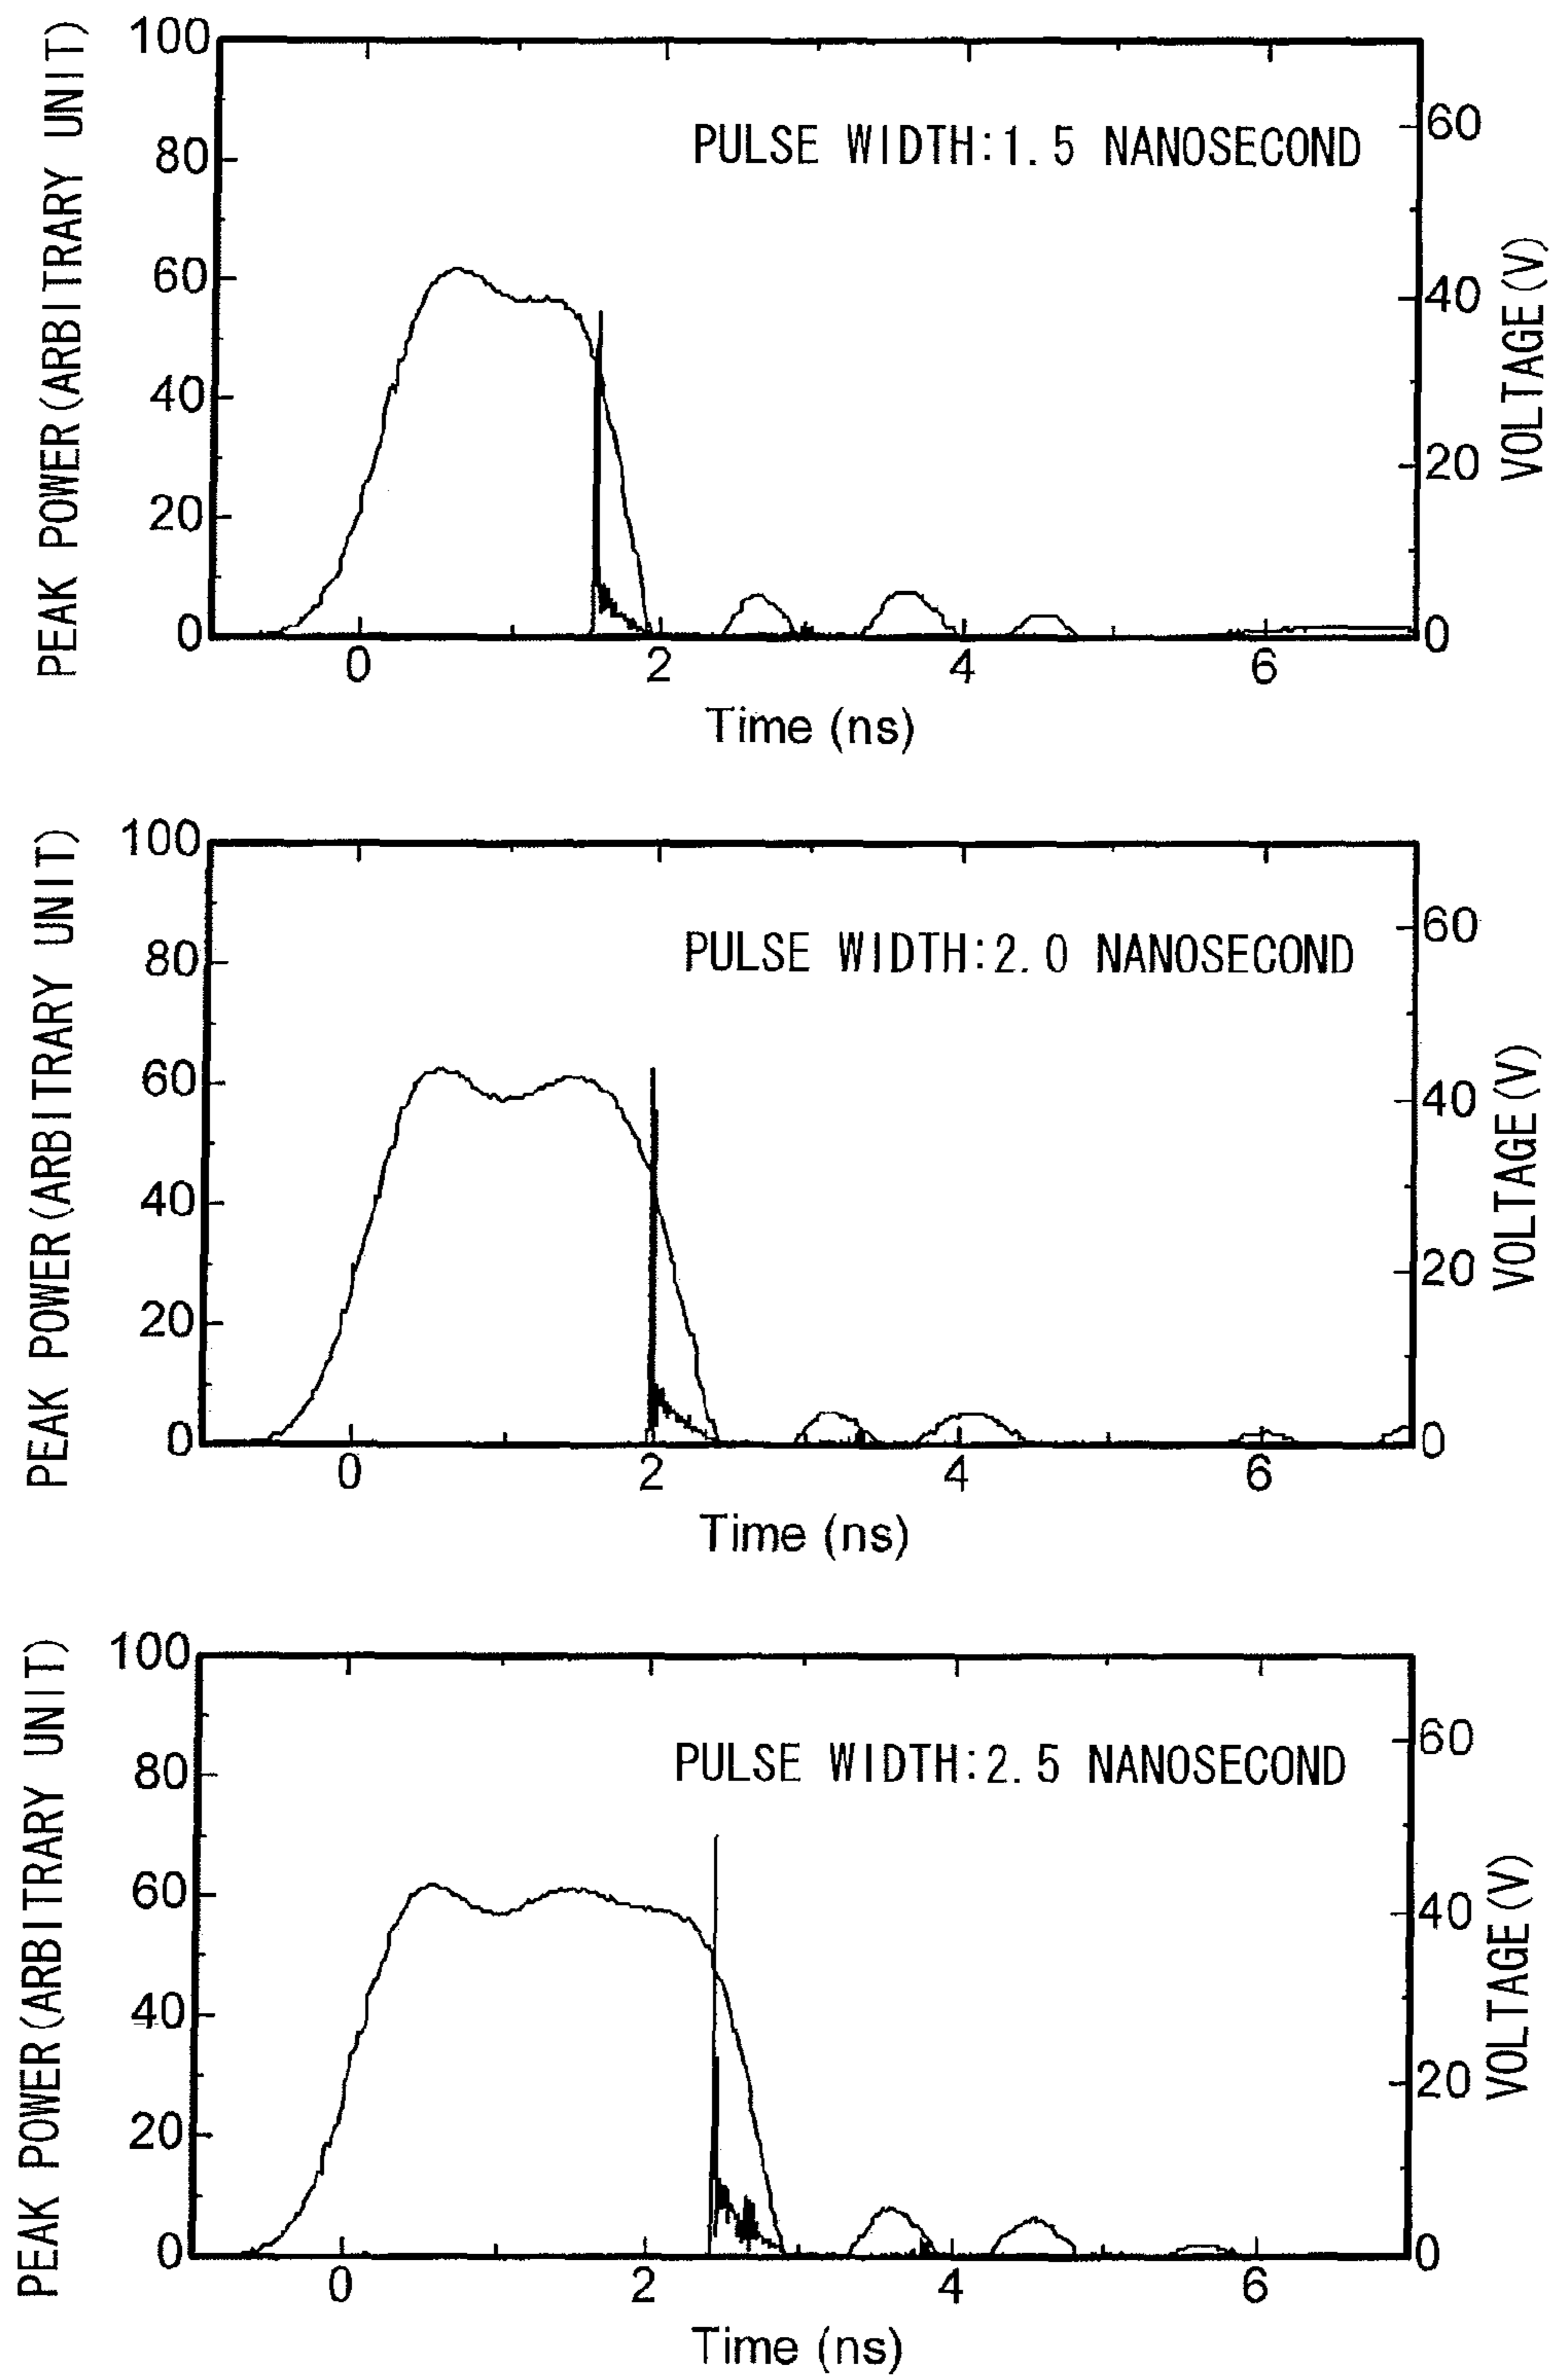 PEAK POWER(ARBITRARY UNIT)
100
80
60
40
20
0
PULSE WIDTH:1.5 NANOSECOND
60
40
20
0
VOLTAGE(V)
0 2 4 6
Time (ns)
PEAK POWER(ARBITRARY UNIT)
100
80
60
40
20
0
PULSE WIDTH:2.0 NANOSECOND
60
40
20
0
VOLTAGE(V)
0 2 4 6
Time (ns)
PEAK POWER(ARBITRARY UNIT)
100
80
60
40
20
0
PULSE WIDTH:2.5 NANOSECOND
60
40
20
0
VOLTAGE(V)
0 2 4 6
Time (ns)